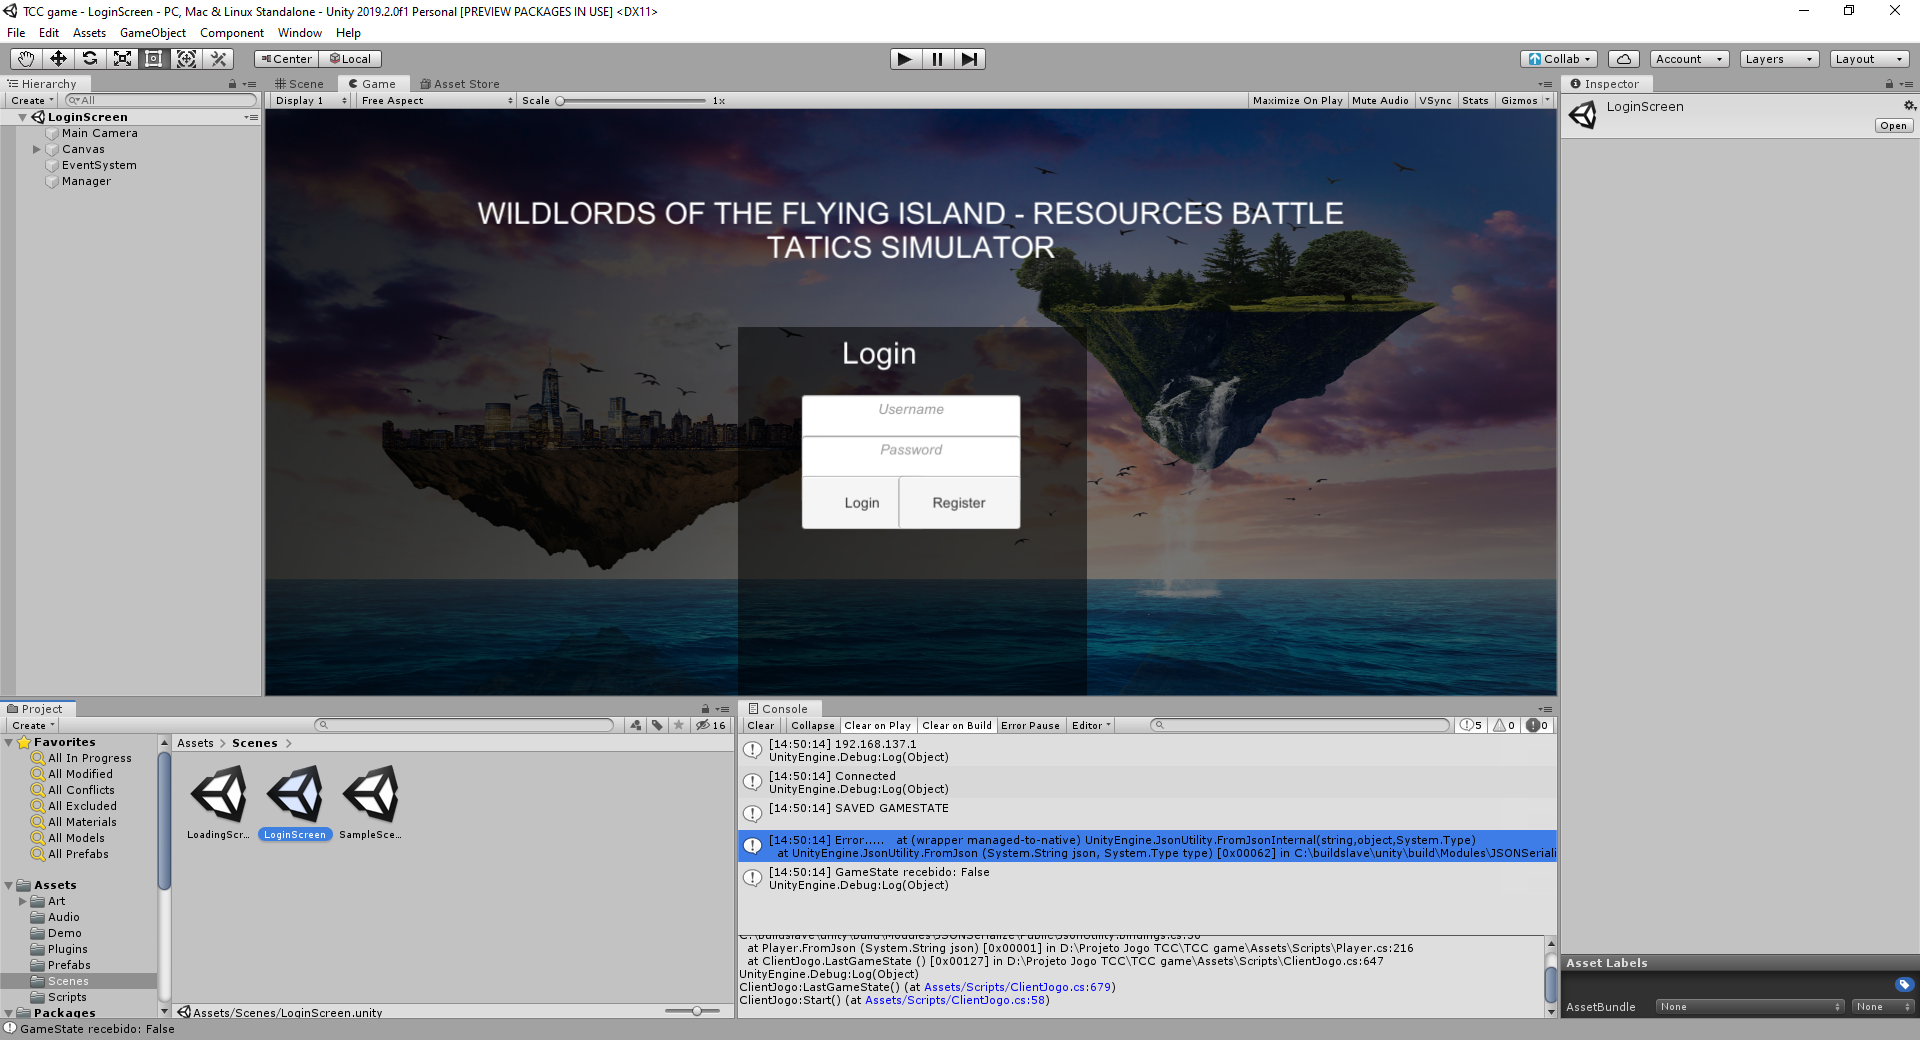 TCC game - LoginScreen - PC, Mac & Linux Standalone - Unity 2019.2.0f1 Personal [PREVIEW PACKAGES IN USE] <DX11>
File Edit Assets GameObject Component Window Help
Center Local
Collab Account Layers Layout
Hierarchy
Create All
LoginScreen
Main Camera
Canvas
EventSystem
Manager
Scene Game Asset Store
Display 1 Free Aspect Scale 1x Maximize On Play Mute Audio VSync Stats Gizmos
WILDLORDS OF THE FLYING ISLAND - RESOURCES BATTLE
TATICS SIMULATOR
Login
Username
Password
Login Register
Inspector
LoginScreen
Open
Project
Create 16
Favorites
All In Progress
All Modified
All Conflicts
All Excluded
All Materials
All Models
All Prefabs
Assets
Art
Audio
Demo
Plugins
Prefabs
Scenes
Scripts
Packages
Assets > Scenes >
LoadingScr... LoginScreen SampleSce...
Assets/Scenes/LoginScreen.unity
Console
Clear Collapse Clear on Play Clear on Build Error Pause Editor 5 0 0
[14:50:14] 192.168.137.1
UnityEngine.Debug:Log(Object)
[14:50:14] Connected
UnityEngine.Debug:Log(Object)
[14:50:14] SAVED GAMESTATE
[14:50:14] Error..... at (wrapper managed-to-native) UnityEngine.JsonUtility.FromJsonInternal(string,object,System.Type)
at UnityEngine.JsonUtility.FromJson (System.String json, System.Type type) [0x00062] in C:\buildslave\unity\build\Modules\JSONSeriali
[14:50:14] GameState recebido: False
UnityEngine.Debug:Log(Object)
C:\buildslave\unity\build\Modules\JSONSerialize\Public\JsonUtility.bindings.cs:50
at Player.FromJson (System.String json) [0x00001] in D:\Projeto Jogo TCC\TCC game\Assets\Scripts\Player.cs:216
at ClientJogo.LastGameState () [0x00127] in D:\Projeto Jogo TCC\TCC game\Assets\Scripts\ClientJogo.cs:647
UnityEngine.Debug:Log(Object)
ClientJogo:LastGameState() (at Assets/Scripts/ClientJogo.cs:679)
ClientJogo:Start() (at Assets/Scripts/ClientJogo.cs:58)
Asset Labels
AssetBundle None None
GameState recebido: False